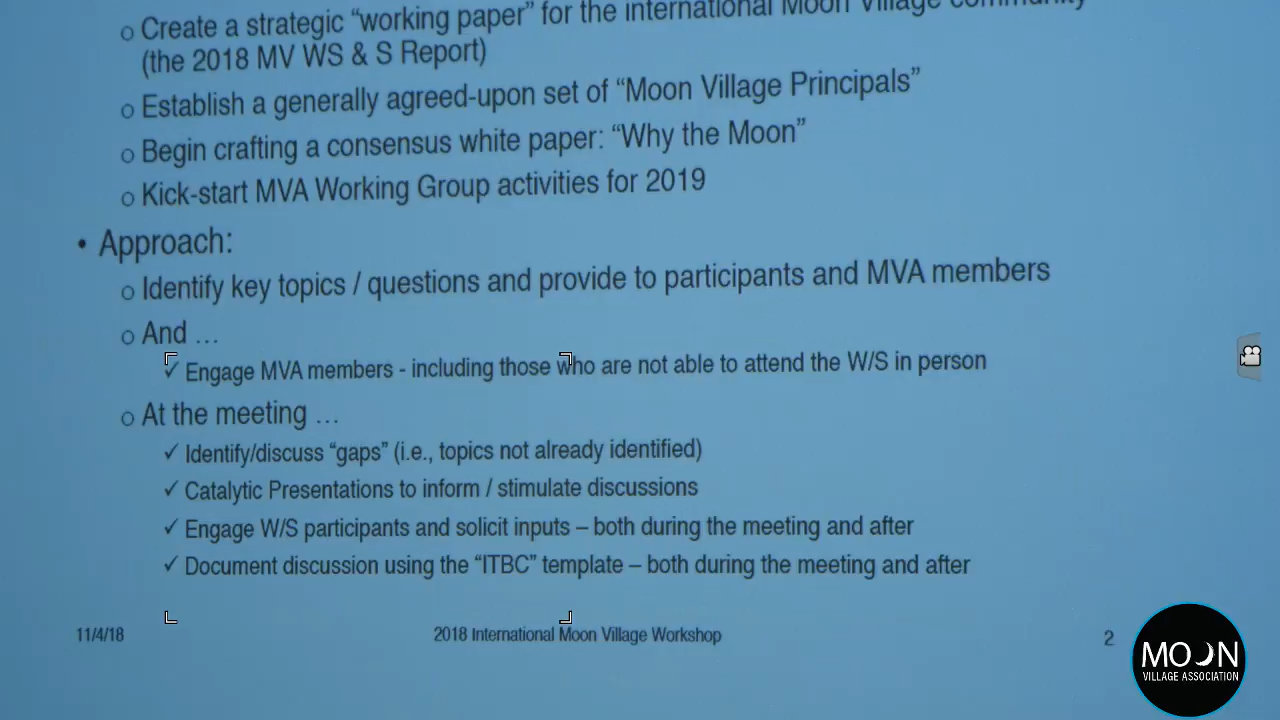 o Create a strategic “working paper” for the international Moon Village community
(the 2018 MV WS & S Report)
o Establish a generally agreed-upon set of “Moon Village Principals”
o Begin crafting a consensus white paper: “Why the Moon”
o Kick-start MVA Working Group activities for 2019
• Approach:
o Identify key topics / questions and provide to participants and MVA members
o And …
✓ Engage MVA members - including those who are not able to attend the W/S in person
o At the meeting …
✓ Identify/discuss “gaps” (i.e., topics not already identified)
✓ Catalytic Presentations to inform / stimulate discussions
✓ Engage W/S participants and solicit inputs – both during the meeting and after
✓ Document discussion using the “ITBC” template – both during the meeting and after
11/4/18
2018 International Moon Village Workshop
2
MOON
VILLAGE ASSOCIATION